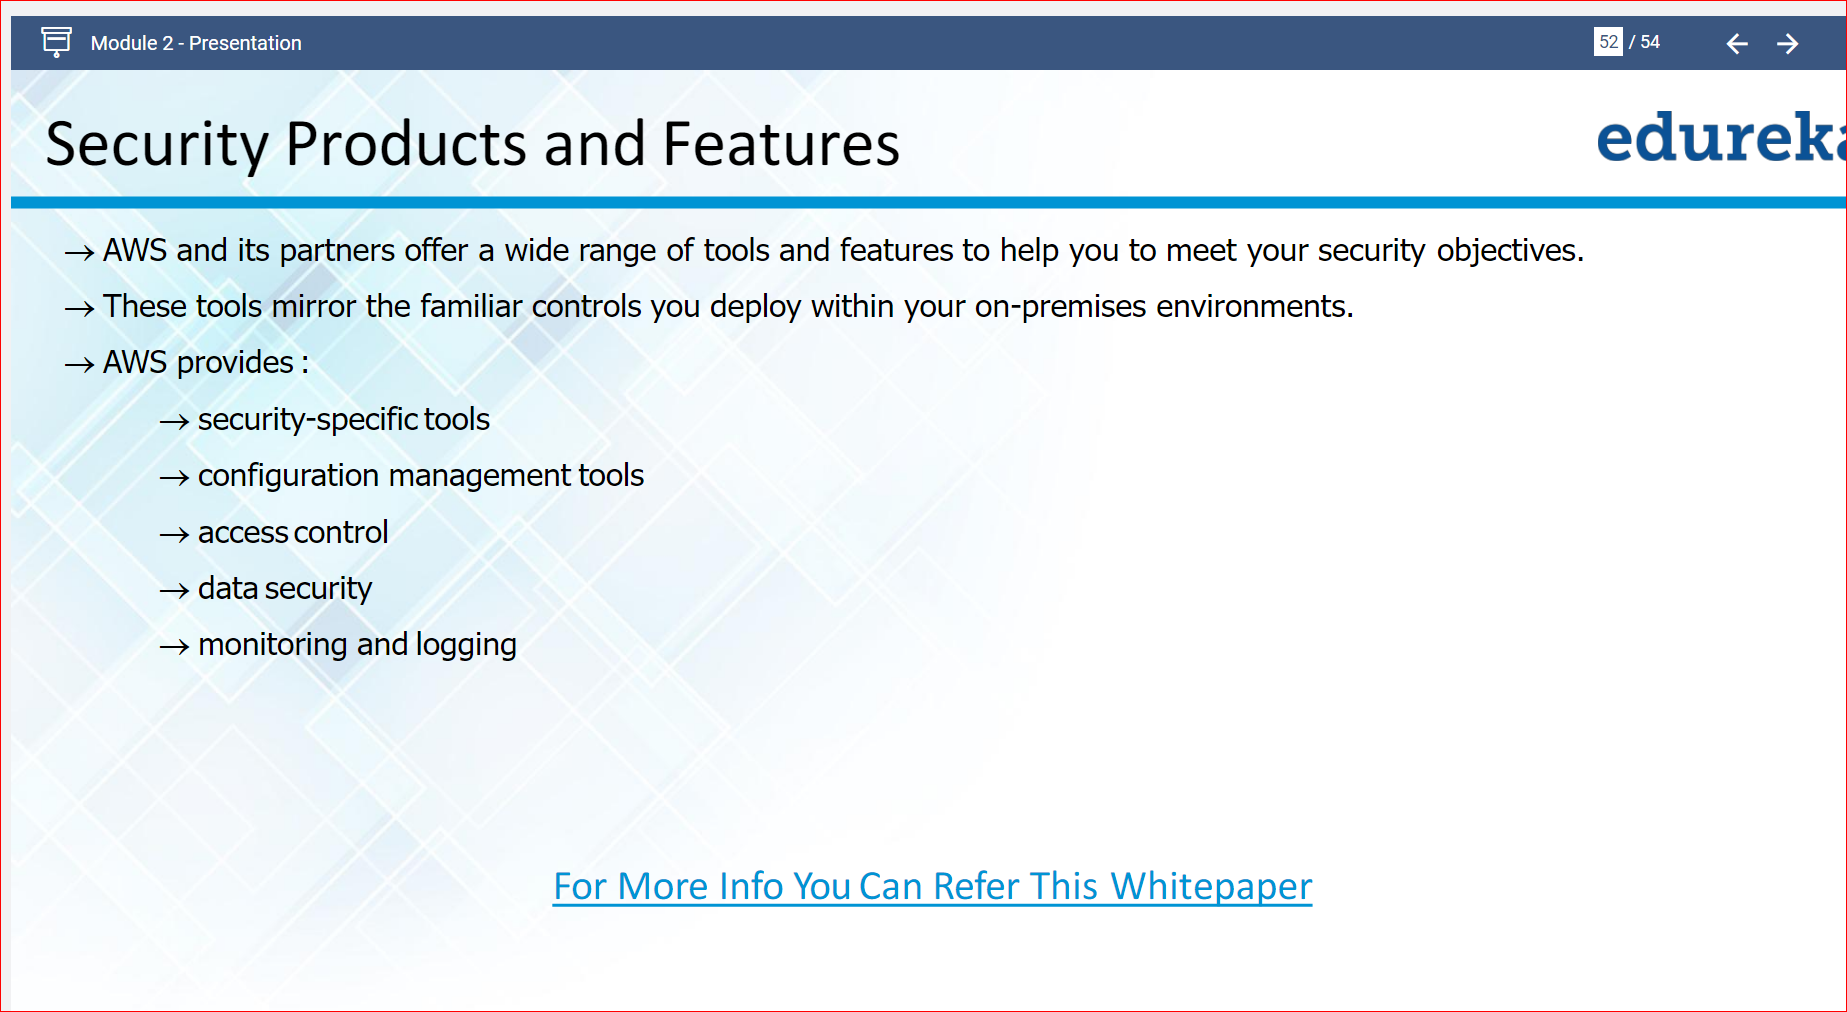 Module 2 - Presentation
52 / 54
Security Products and Features
edureka
→ AWS and its partners offer a wide range of tools and features to help you to meet your security objectives.
→ These tools mirror the familiar controls you deploy within your on-premises environments.
→ AWS provides :
→ security-specific tools
→ configuration management tools
→ access control
→ data security
→ monitoring and logging
For More Info You Can Refer This Whitepaper